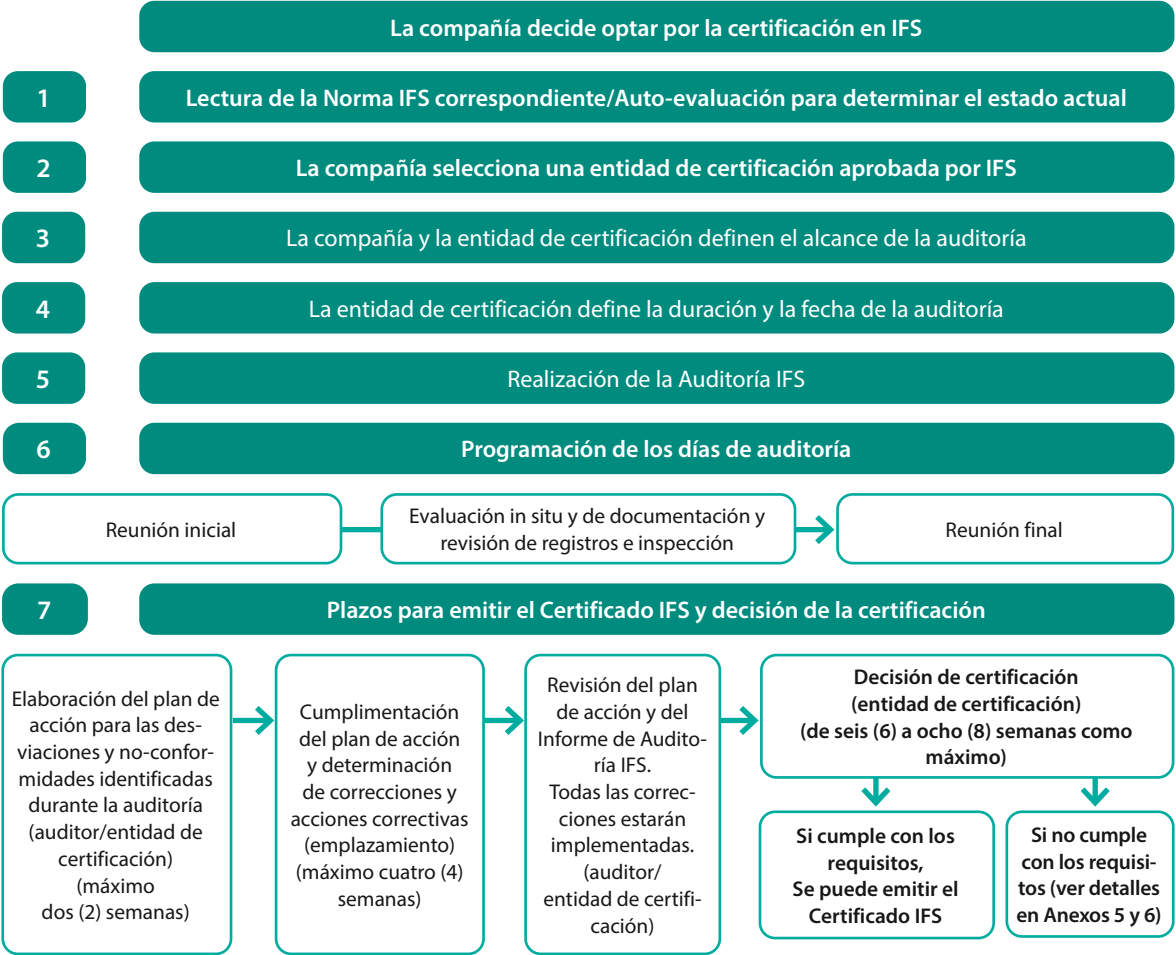 La compañía decide optar por la certificación en IFS
1
Lectura de la Norma IFS correspondiente/Auto-evaluación para determinar el estado actual
2
La compañía selecciona una entidad de certificación aprobada por IFS
3
La compañía y la entidad de certificación definen el alcance de la auditoría
4
La entidad de certificación define la duración y la fecha de la auditoría
5
Realización de la Auditoría IFS
6
Programación de los días de auditoría
Reunión inicial
Evaluación in situ y de documentación y
revisión de registros e inspección
Reunión final
7
Plazos para emitir el Certificado IFS y decisión de la certificación
Elaboración del plan de
acción para las des-
viaciones y no-confor-
midades identificadas
durante la auditoría
(auditor/entidad de
certificación)
(máximo
dos (2) semanas)
Cumplimentación
del plan de acción
y determinación
de correcciones y
acciones correctivas
(emplazamiento)
(máximo cuatro (4)
semanas)
Revisión del plan
de acción y del
Informe de Audito-
ría IFS.
Todas las correc-
ciones estarán
implementadas.
(auditor/
entidad de certifi-
cación)
Decisión de certificación
(entidad de certificación)
(de seis (6) a ocho (8) semanas como
máximo)
Si cumple con los
requisitos,
Se puede emitir el
Certificado IFS
Si no cumple
con los requisi-
tos (ver detalles
en Anexos 5 y 6)